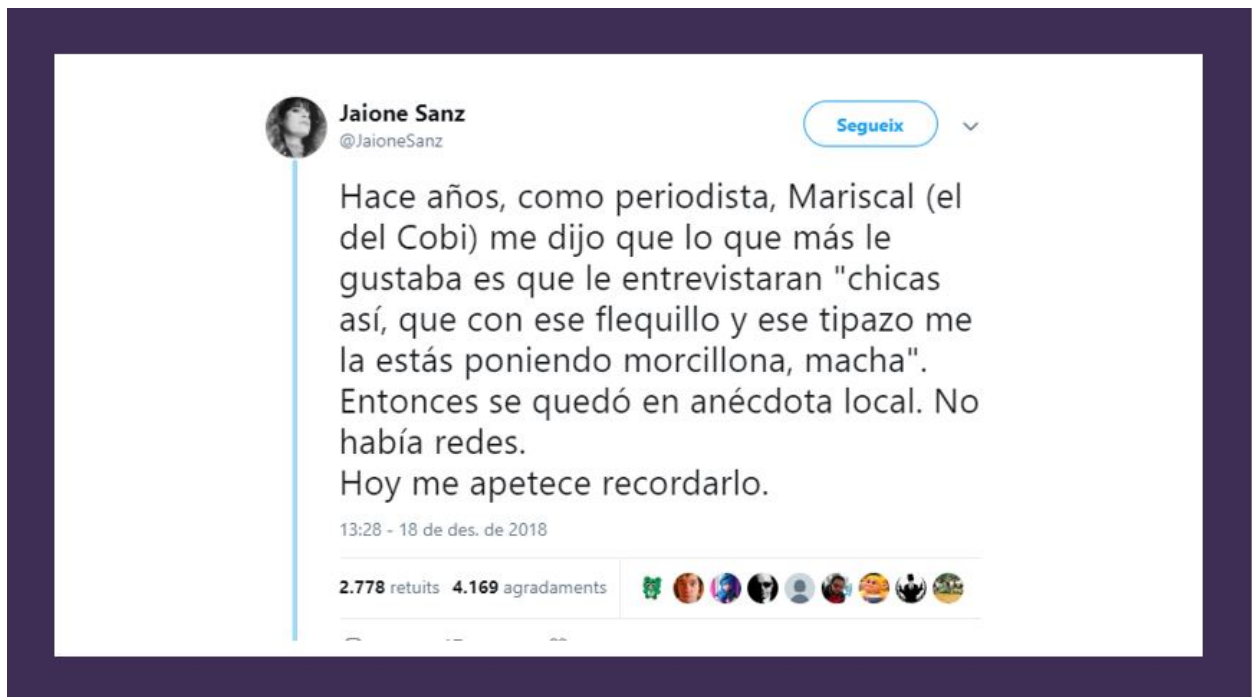 Jaione Sanz
@JaioneSanz
Segueix
Hace años, como periodista, Mariscal (el
del Cobi) me dijo que lo que más le
gustaba es que le entrevistaran "chicas
así, que con ese flequillo y ese tipazo me
la estás poniendo morcillona, macha".
Entonces se quedó en anécdota local. No
había redes.
Hoy me apetece recordarlo.
13:28 - 18 de des. de 2018
2.778 retuits 4.169 agradaments